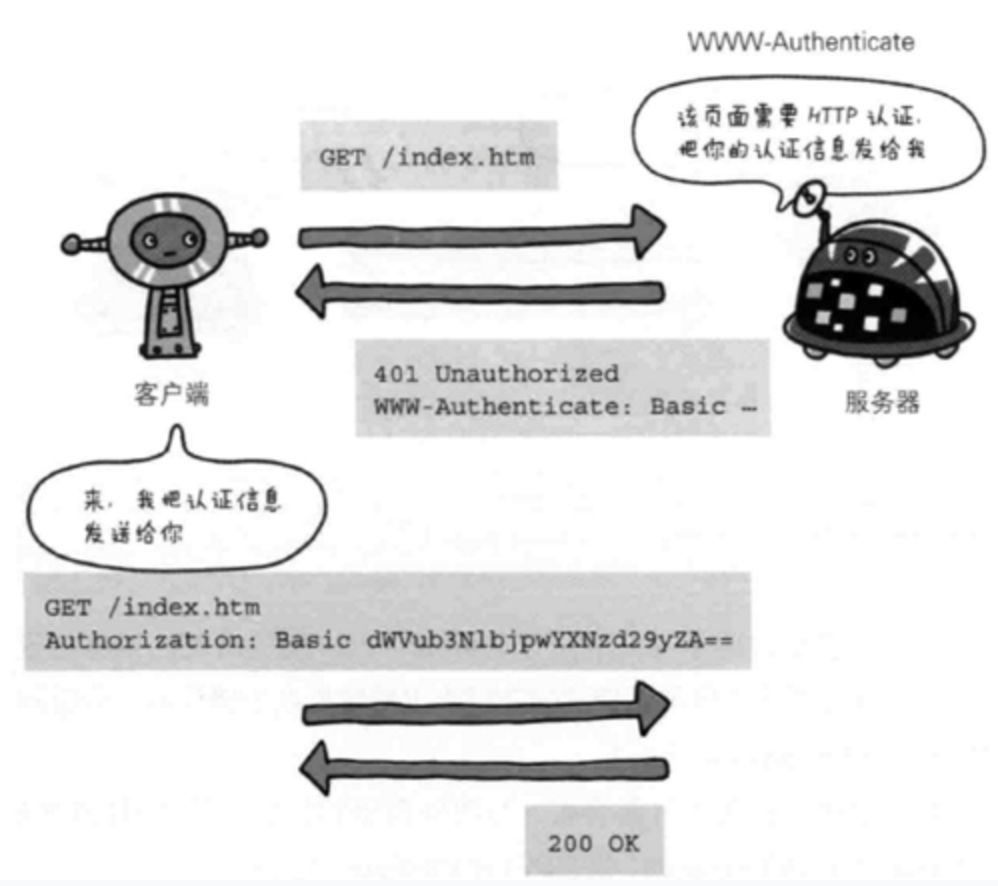 WWW-Authenticate
该页面需要 HTTP 认证,
把你的认证信息发给我
GET /index.htm
401 Unauthorized
WWW-Authenticate: Basic …
客户端
服务器
来, 我把认证信息
发送给你
GET /index.htm
Authorization: Basic dWVub3NlbjpwYXNzd29yZA==
200 OK